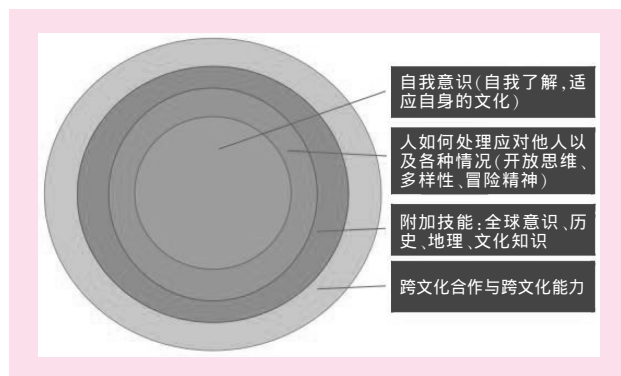 自我意识(自我了解,适
应自身的文化)
人如何处理应对他人以
及各种情况(开放思维、
多样性、冒险精神)
附加技能:全球意识、历
史、地理、文化知识
跨文化合作与跨文化能力